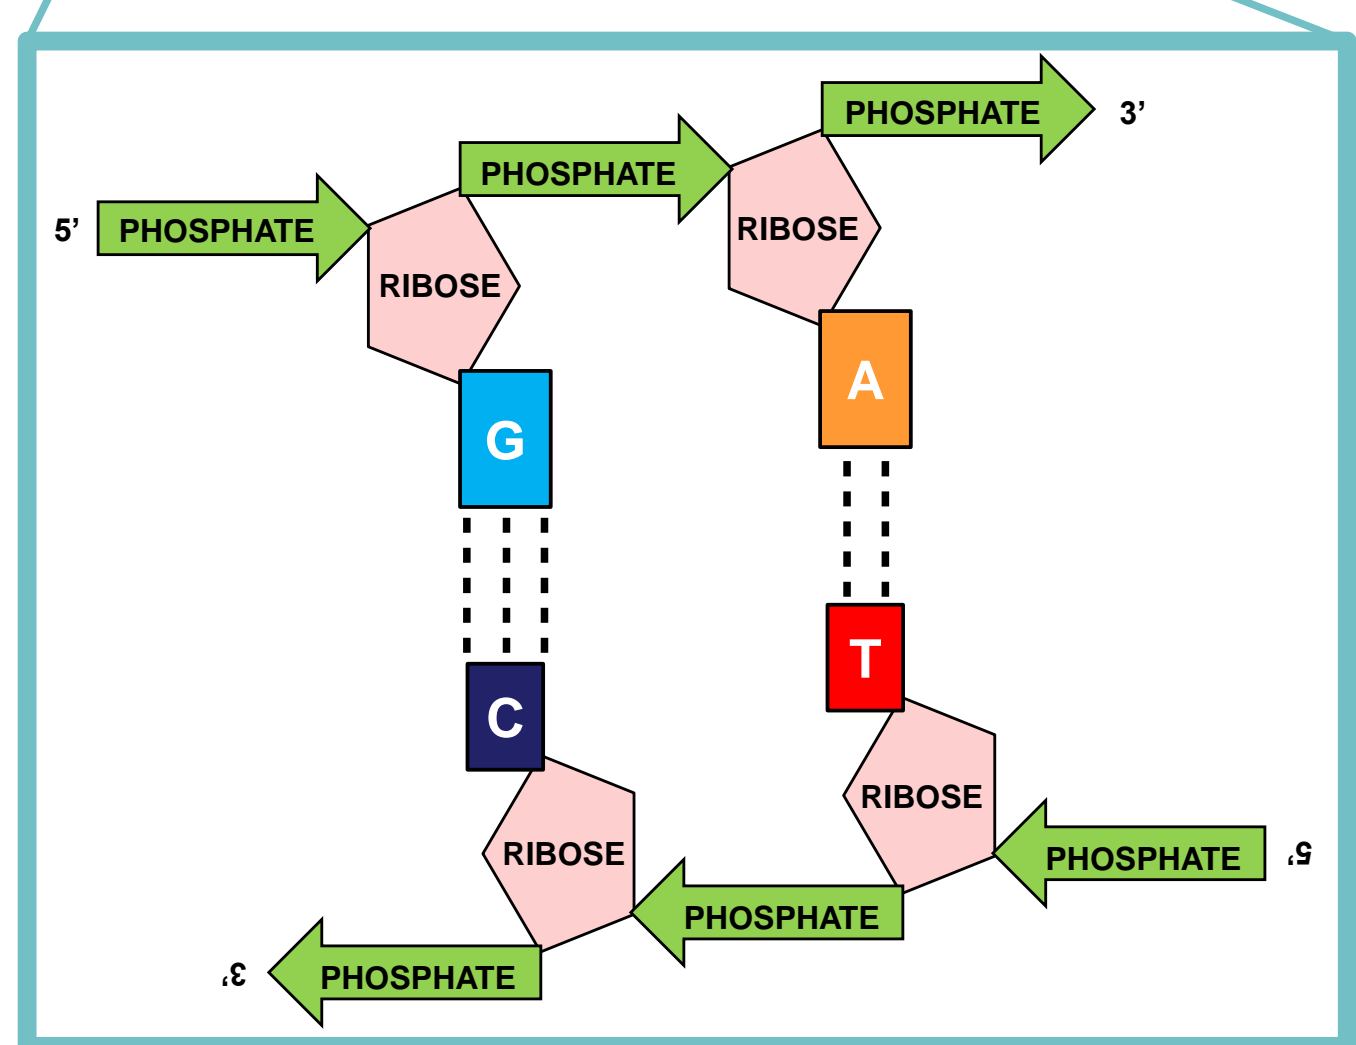 PHOSPHATE 3’
PHOSPHATE
5’ PHOSPHATE
RIBOSE
RIBOSE
A
G
T
C
RIBOSE
RIBOSE
PHOSPHATE 5’
PHOSPHATE
3’ PHOSPHATE